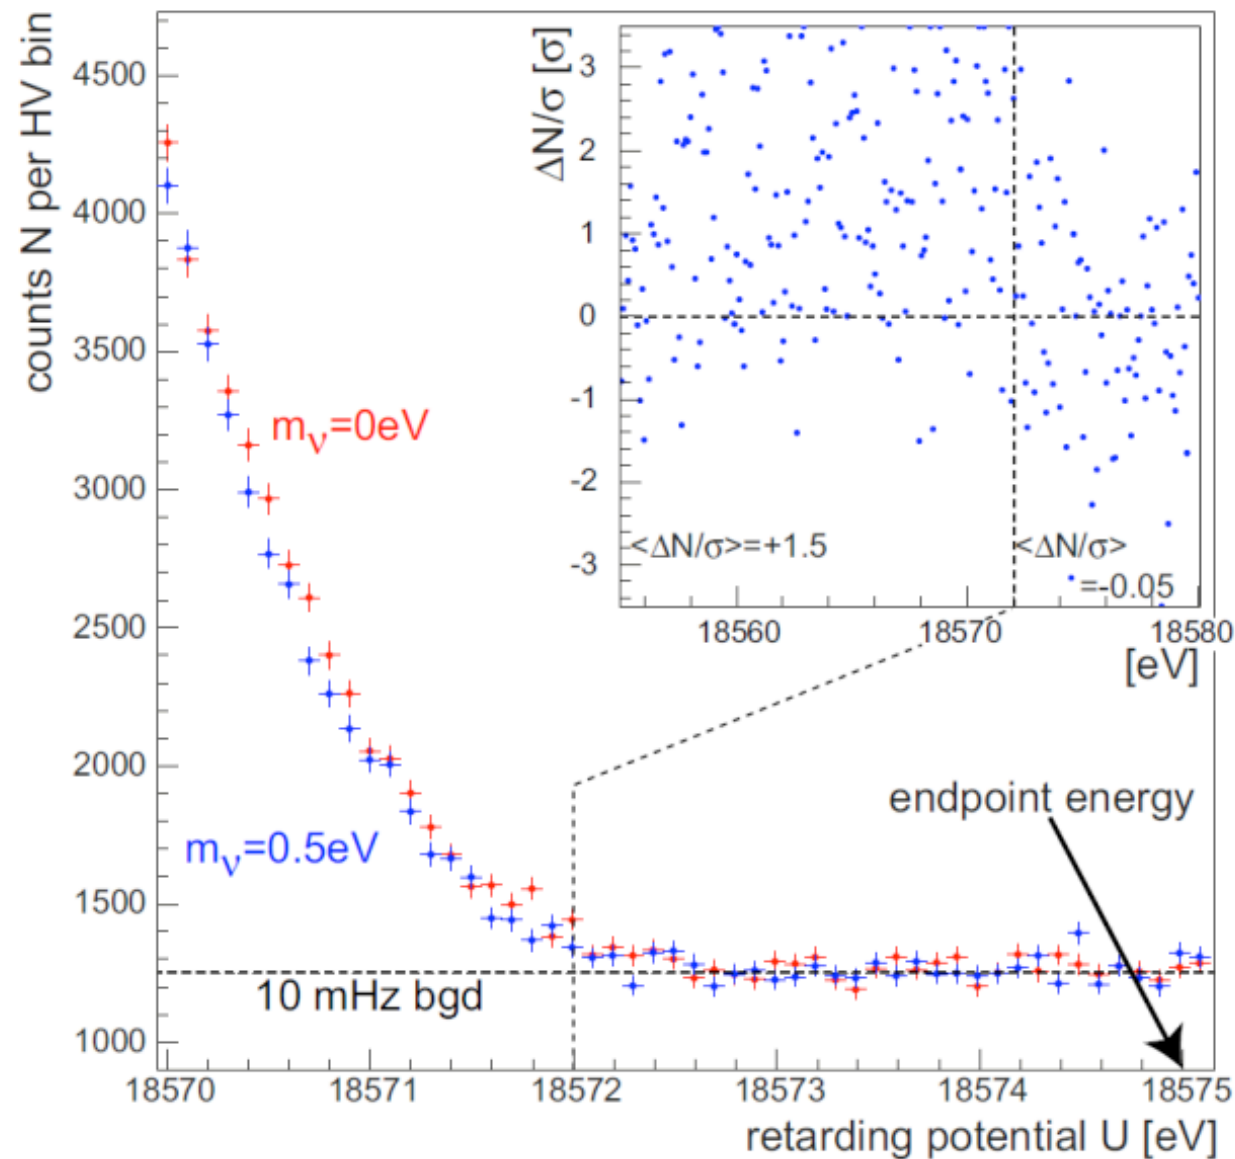 counts N per HV bin
4500
4000
3500
3000
2500
2000
1500
1000
mν=0eV
mν=0.5eV
10 mHz bgd
endpoint energy
18570
18571
18572
18573
18574
18575
retarding potential U [eV]
ΔN/σ [σ]
3
2
1
0
-1
-2
-3
<ΔN/σ>=+1.5
<ΔN/σ>
=-0.05
18560
18570
18580
[eV]